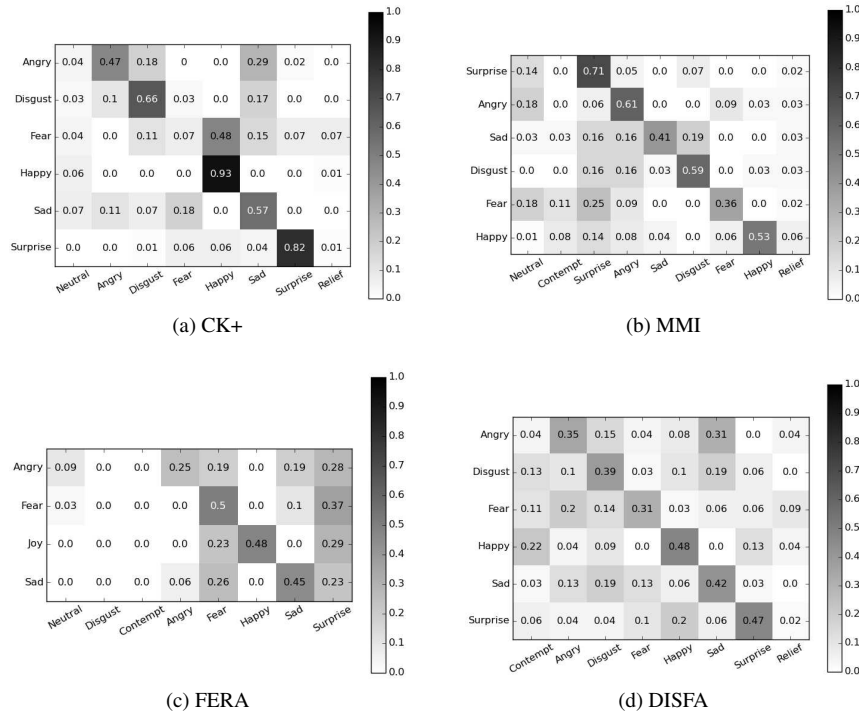 Angry 0.04 0.47 0.18 0 0.0 0.29 0.02 0.0
Disgust 0.03 0.1 0.66 0.03 0.0 0.17 0.0 0.0
Fear 0.04 0.0 0.11 0.07 0.48 0.15 0.07 0.07
Happy 0.06 0.0 0.0 0.0 0.93 0.0 0.0 0.01
Sad 0.07 0.11 0.07 0.18 0.0 0.57 0.0 0.0
Surprise 0.0 0.0 0.01 0.06 0.06 0.04 0.82 0.01
Neutral Angry Disgust Fear Happy Sad Surprise Relief
1.0
0.9
0.8
0.7
0.6
0.5
0.4
0.3
0.2
0.1
0.0
(a) CK+
Surprise 0.14 0.0 0.71 0.05 0.0 0.07 0.0 0.0 0.02
Angry 0.18 0.0 0.06 0.61 0.0 0.0 0.09 0.03 0.03
Sad 0.03 0.03 0.16 0.16 0.41 0.19 0.0 0.0 0.03
Disgust 0.0 0.0 0.16 0.16 0.03 0.59 0.0 0.03 0.03
Fear 0.18 0.11 0.25 0.09 0.0 0.0 0.36 0.0 0.02
Happy 0.01 0.08 0.14 0.08 0.04 0.0 0.06 0.53 0.06
Neutral Contempt Surprise Angry Sad Disgust Fear Happy Relief
1.0
0.9
0.8
0.7
0.6
0.5
0.4
0.3
0.2
0.1
0.0
(b) MMI
Angry 0.09 0.0 0.0 0.25 0.19 0.0 0.19 0.28
Fear 0.03 0.0 0.0 0.0 0.5 0.0 0.1 0.37
Joy 0.0 0.0 0.0 0.0 0.23 0.48 0.0 0.29
Sad 0.0 0.0 0.0 0.06 0.26 0.0 0.45 0.23
Neutral Disgust Contempt Angry Fear Happy Sad Surprise
1.0
0.9
0.8
0.7
0.6
0.5
0.4
0.3
0.2
0.1
0.0
(c) FERA
Angry 0.04 0.35 0.15 0.04 0.08 0.31 0.0 0.04
Disgust 0.13 0.1 0.39 0.03 0.1 0.19 0.06 0.0
Fear 0.11 0.2 0.14 0.31 0.03 0.06 0.06 0.09
Happy 0.22 0.04 0.09 0.0 0.48 0.0 0.13 0.04
Sad 0.03 0.13 0.19 0.13 0.06 0.42 0.03 0.0
Surprise 0.06 0.04 0.04 0.1 0.2 0.06 0.47 0.02
Contempt Angry Disgust Fear Happy Sad Surprise Relief
1.0
0.9
0.8
0.7
0.6
0.5
0.4
0.3
0.2
0.1
0.0
(d) DISFA